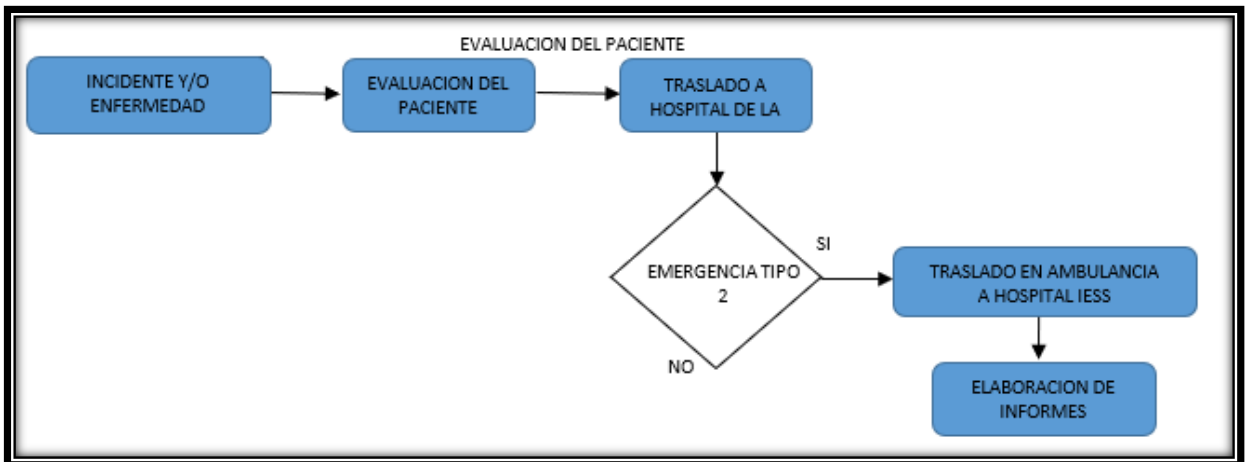 EVALUACION DEL PACIENTE
INCIDENTE Y/O
ENFERMEDAD
EVALUACION DEL
PACIENTE
TRASLADO A
HOSPITAL DE LA
EMERGENCIA TIPO
2
SI
NO
TRASLADO EN AMBULANCIA
A HOSPITAL IESS
ELABORACION DE
INFORMES